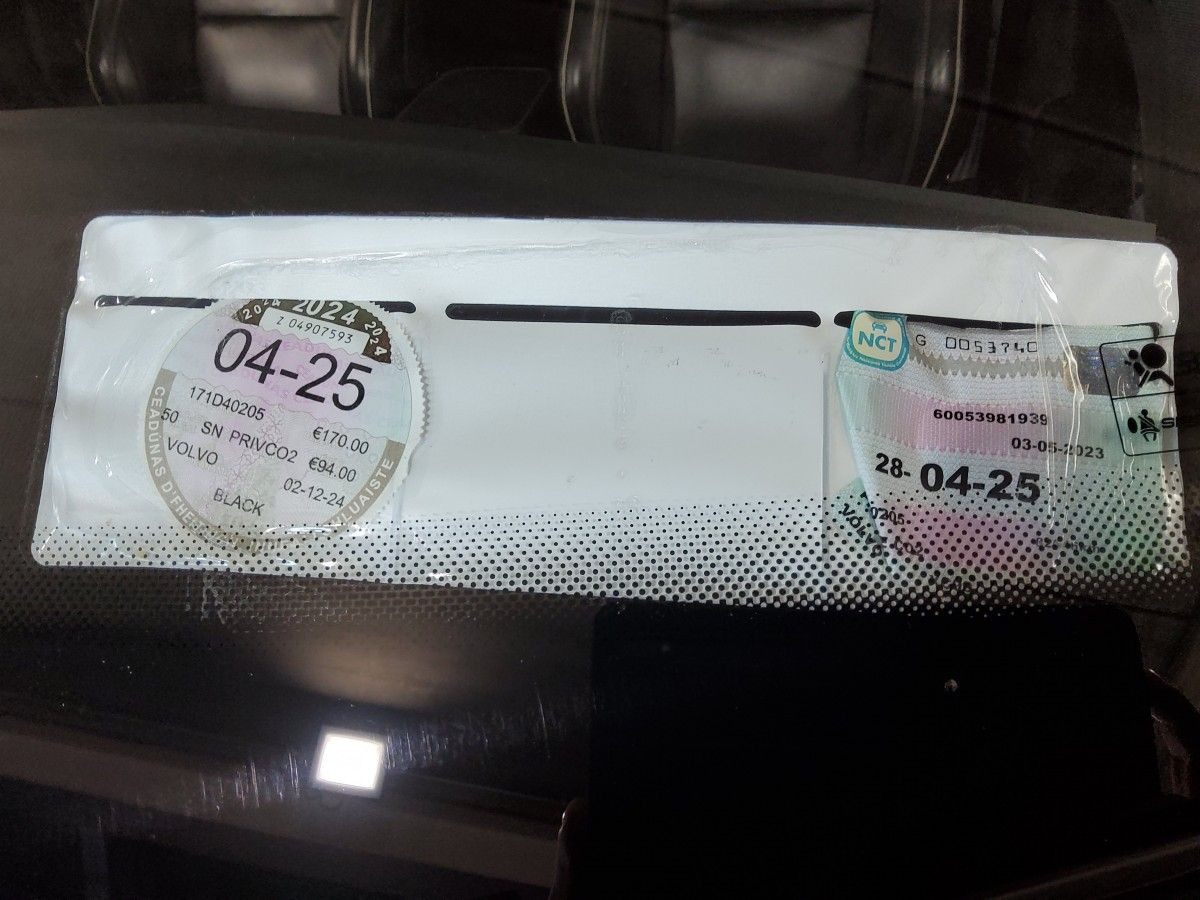 2024 2024 2024
Z 04907593
04-25
171D40205
€170.00
50 SN PRIVCO2 €94.00
VOLVO
02-12-24
BLACK
CEADÚNAS
NCT
G 0053740
60053981939
03-05-2023
28-04-25
VOLVO